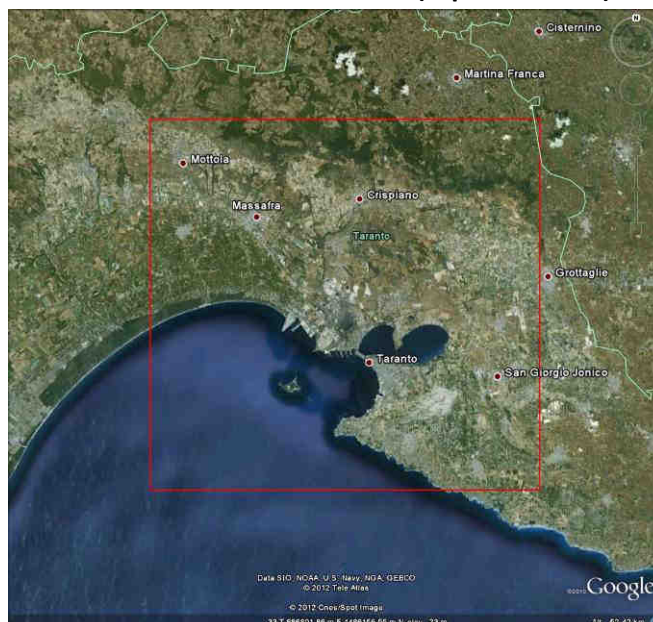 N
Cisternino
Martina Franca
Mottola
Crispiano
Massafra
Taranto
Grottaglie
Taranto
San Giorgio Jonico
Data SIO, NOAA, U.S. Navy, NGA, GEBCO
© 2012 Tele Atlas
© 2012 Cnes/Spot Image
©2010 Google